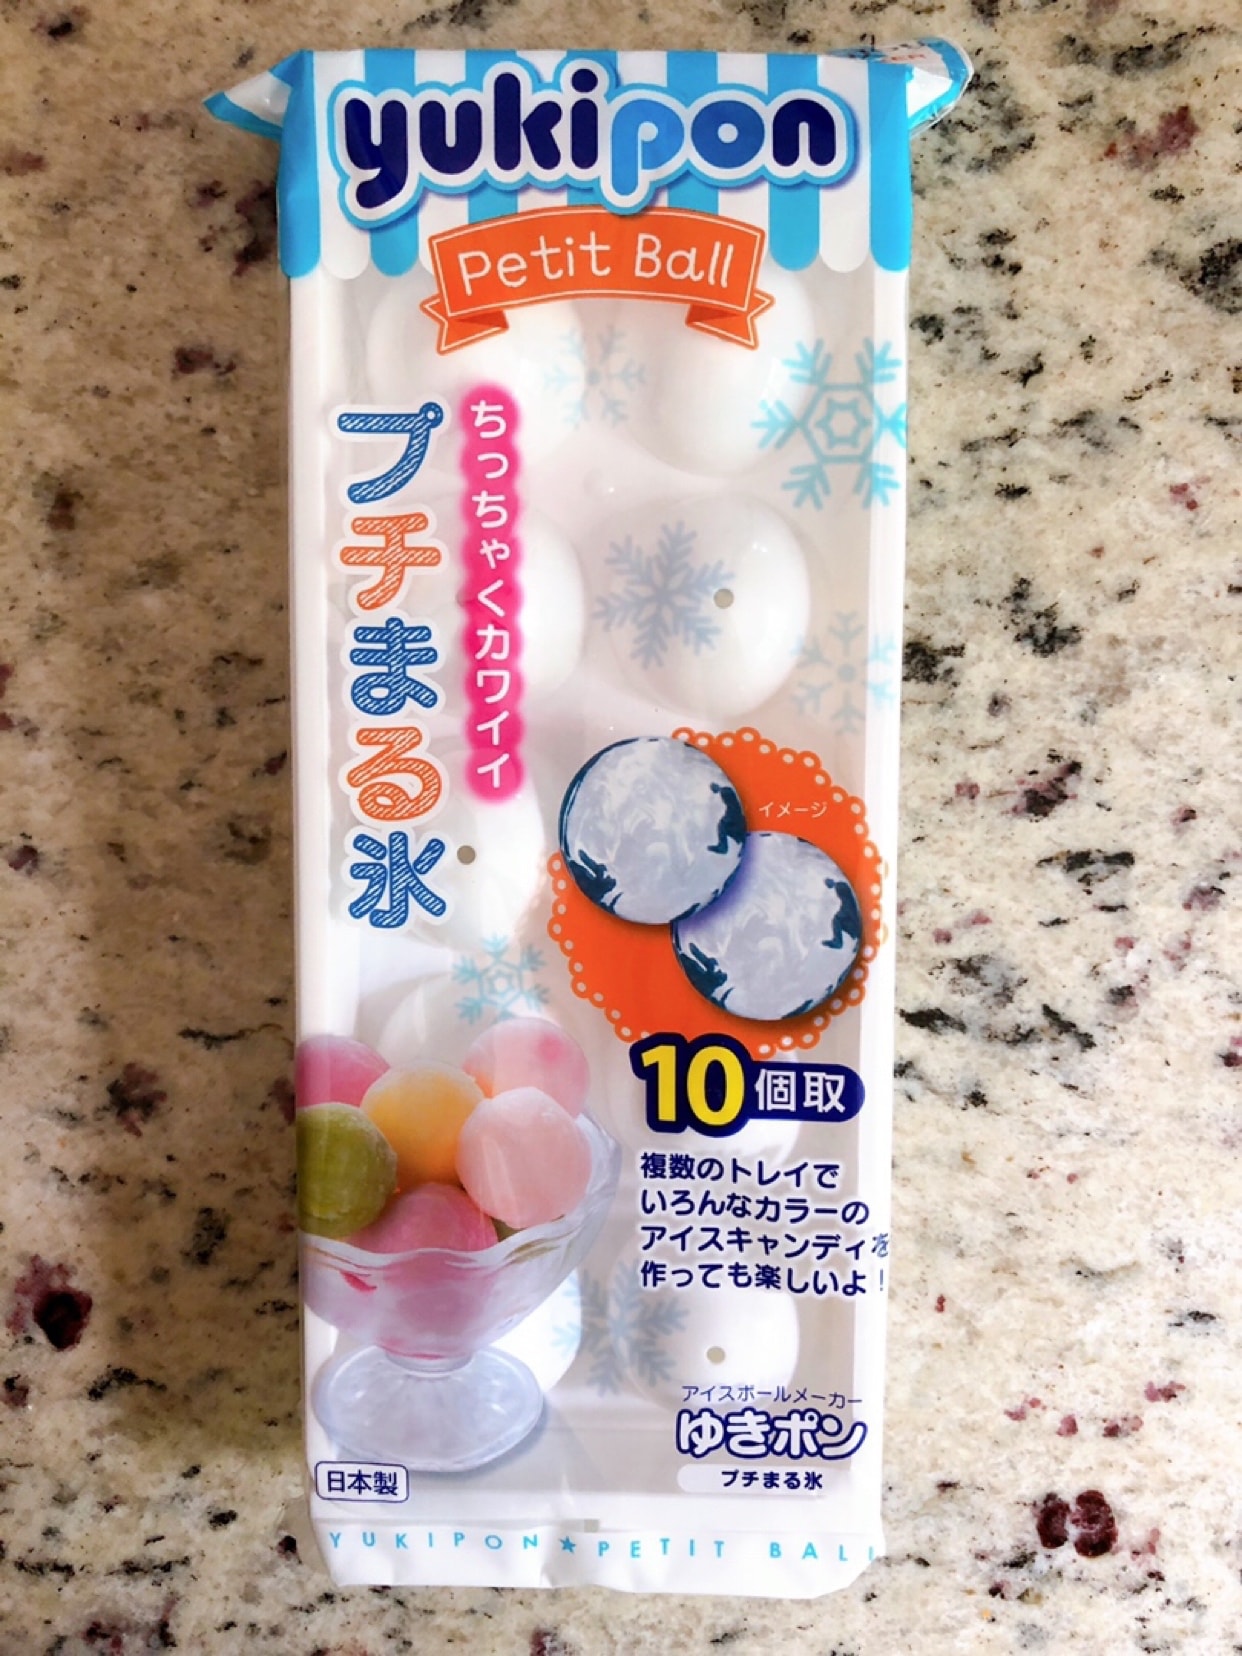 yukipon
Petit Ball
ちっちゃくカワイイ
プチまる氷
イメージ
10個取
複数のトレイで
いろんなカラーの
アイスキャンディを
作っても楽しいよ！
アイスボールメーカー
ゆきポン
プチまる氷
日本製
YUKIPON★PETIT BALL